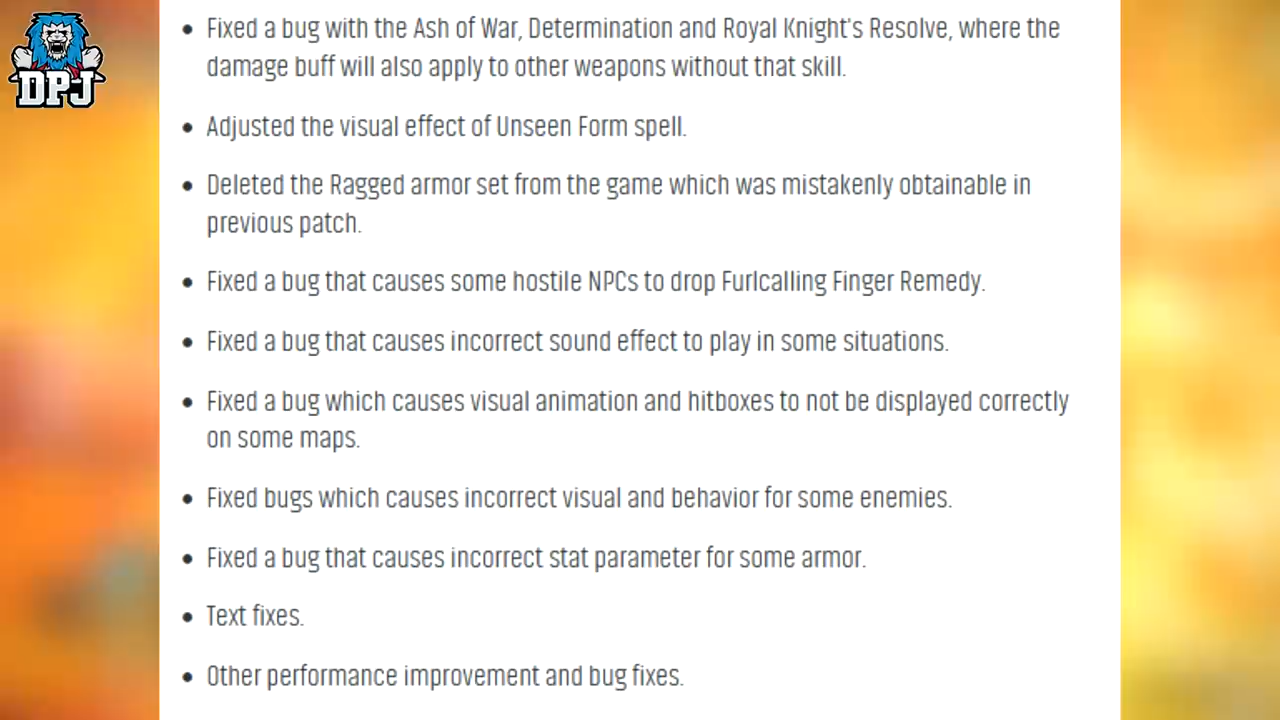 DPJ
Fixed a bug with the Ash of War, Determination and Royal Knight's Resolve, where the
damage buff will also apply to other weapons without that skill.
Adjusted the visual effect of Unseen Form spell.
Deleted the Ragged armor set from the game which was mistakenly obtainable in
previous patch.
Fixed a bug that causes some hostile NPCs to drop Furlcalling Finger Remedy.
Fixed a bug that causes incorrect sound effect to play in some situations.
Fixed a bug which causes visual animation and hitboxes to not be displayed correctly
on some maps.
Fixed bugs which causes incorrect visual and behavior for some enemies.
Fixed a bug that causes incorrect stat parameter for some armor.
Text fixes.
Other performance improvement and bug fixes.